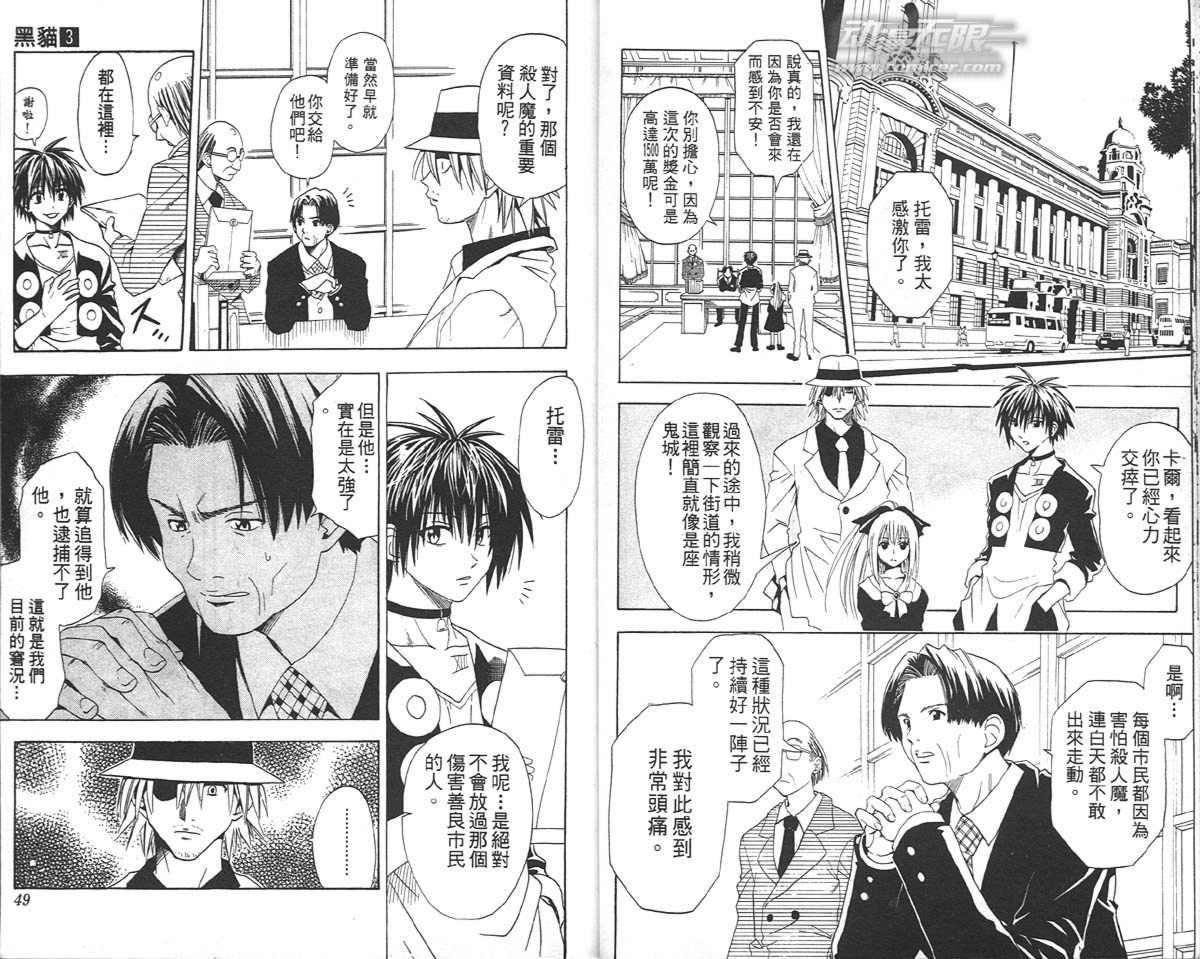 动漫无限
www.comicer.com
托雷，我太
感激你了。
說真的，我還在
因為你是否會來
而感到不安！
你別擔心，因為
這次的獎金可是
高達1500萬呢！
卡爾，看起來
你已經心力
交瘁了。
過來的途中，我稍微
觀察一下街道的情形，
這裡簡直就像是座
鬼城！
是啊…
每個市民都因為
害怕殺人魔，
連白天都不敢
出來走動。
這種狀況已經
持續好一陣子
了。
我對此感到
非常頭痛。
黑貓3
對了，那個
殺人魔的重要
資料呢？
當然早就
準備好了。
你交給
他們吧！
都在這裡…
謝啦！
ㄡ
XIII
托雷…
XIII
但是他…
實在是太強了
。
就算追得到他
，也逮捕不了
他。
這就是我們
目前的窘況…
我呢…是絕對
不會放過那個
傷害善良市民
的人。
………
49